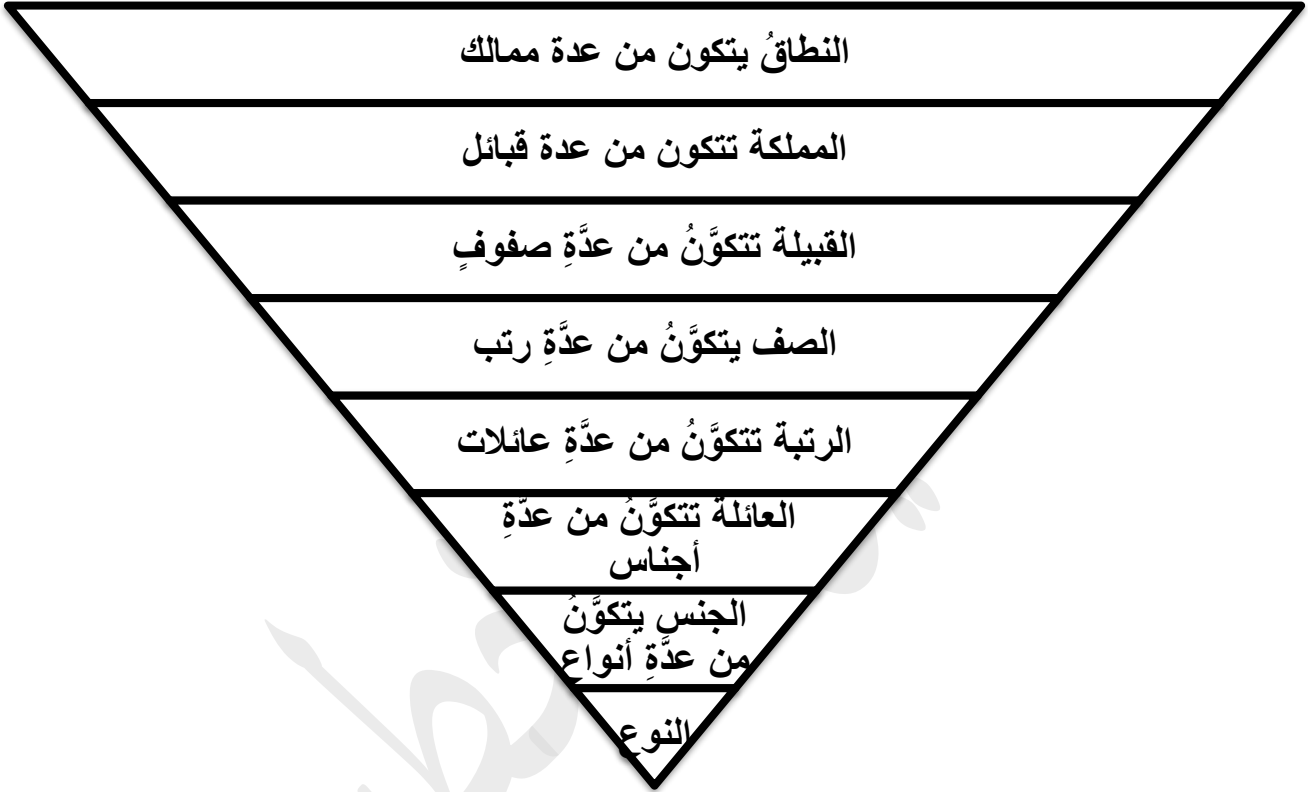 النطاقُ يتكون من عدة ممالك
المملكة تتكون من عدة قبائل
القبيلة تتكوَّنُ من عدَّةِ صفوفٍ
الصف يتكوَّنُ من عدَّةِ رتب
الرتبة تتكوَّنُ من عدَّةِ عائلات
العائلة تتكوَّنُ من عدّةِ
أجناس
الجنس يتكوَّنُ
من عدَّةِ أنواع
النوع